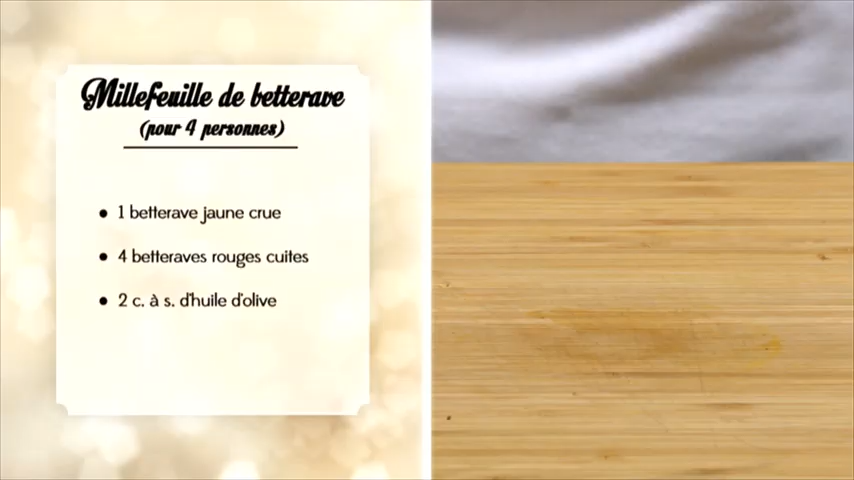 Millefeuille de betterave
(pour 4 personnes)
● 1 betterave jaune crue
● 4 betteraves rouges cuites
● 2 c. à s. d'huile d'olive